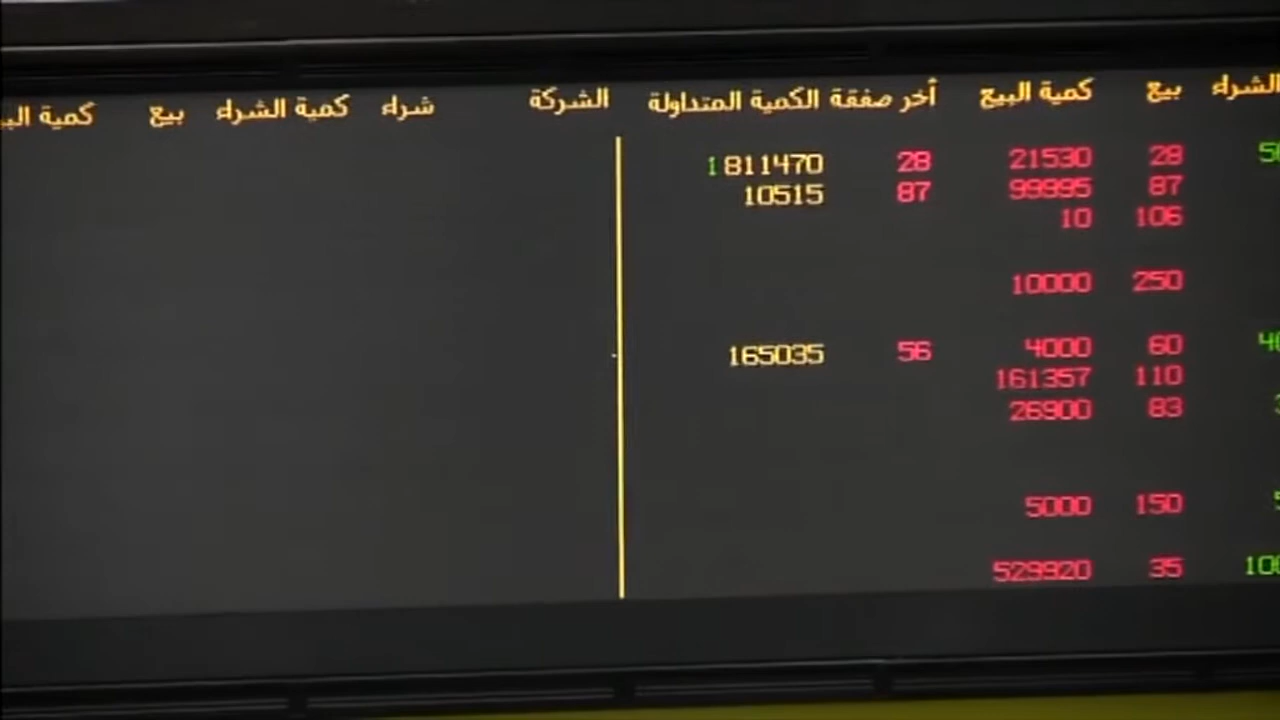 الشراء بيع كمية البيع أخر صفقة الكمية المتداولة الشركة شراء كمية الشراء بيع كمية
28 21530 28 1811470
87 99995 87 10515
106 10
250 10000
60 4000 56 165035
110 161357
83 26900
150 5000
35 529920